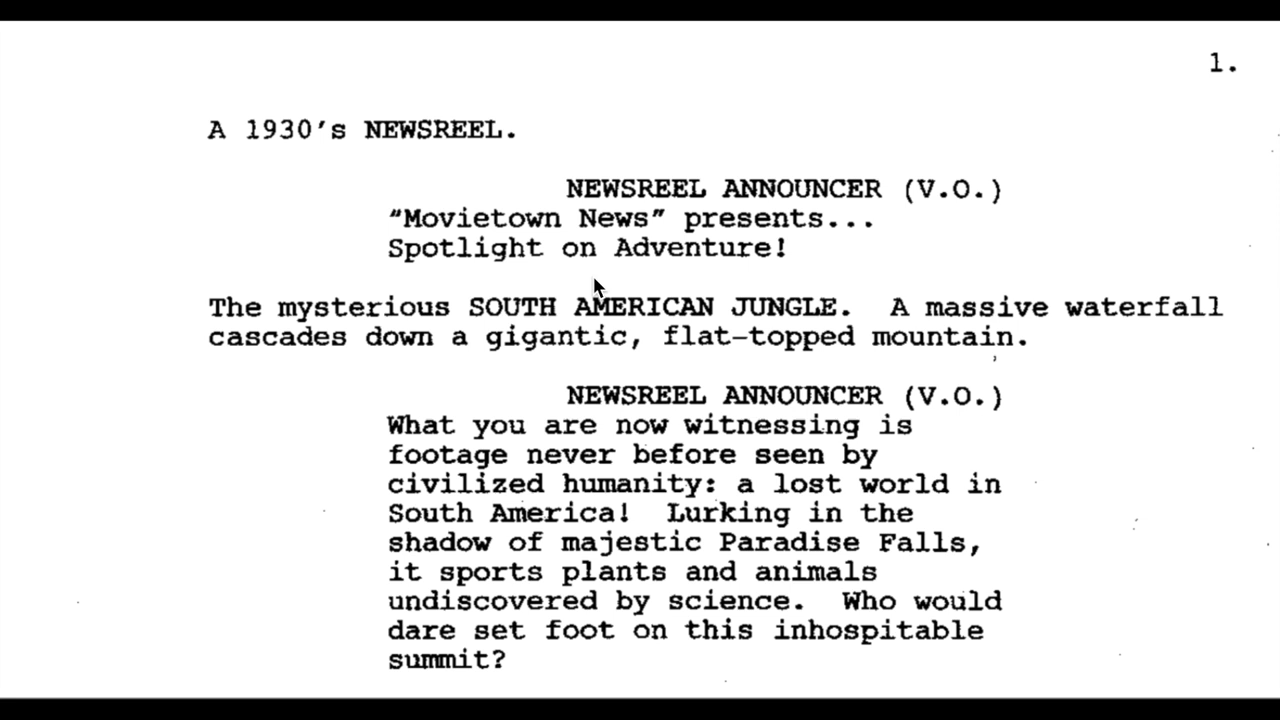 1.
A 1930's NEWSREEL.
NEWSREEL ANNOUNCER (V.O.)
"Movietown News" presents...
Spotlight on Adventure!
The mysterious SOUTH AMERICAN JUNGLE. A massive waterfall
cascades down a gigantic, flat-topped mountain.
NEWSREEL ANNOUNCER (V.O.)
What you are now witnessing is
footage never before seen by
civilized humanity: a lost world in
South America! Lurking in the
shadow of majestic Paradise Falls,
it sports plants and animals
undiscovered by science. Who would
dare set foot on this inhospitable
summit?